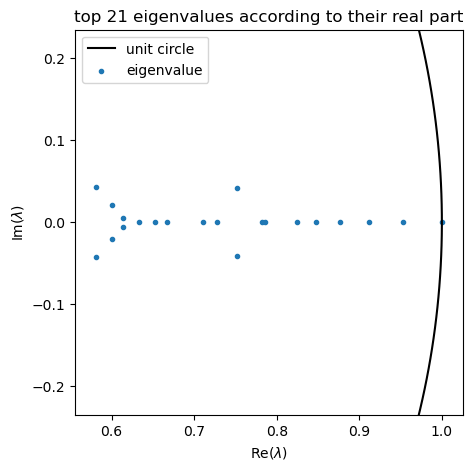 top 21 eigenvalues according to their real part
unit circle
eigenvalue
0.2
0.1
0.0
−0.1
−0.2
Im(λ)
0.6 0.7 0.8 0.9 1.0
Re(λ)